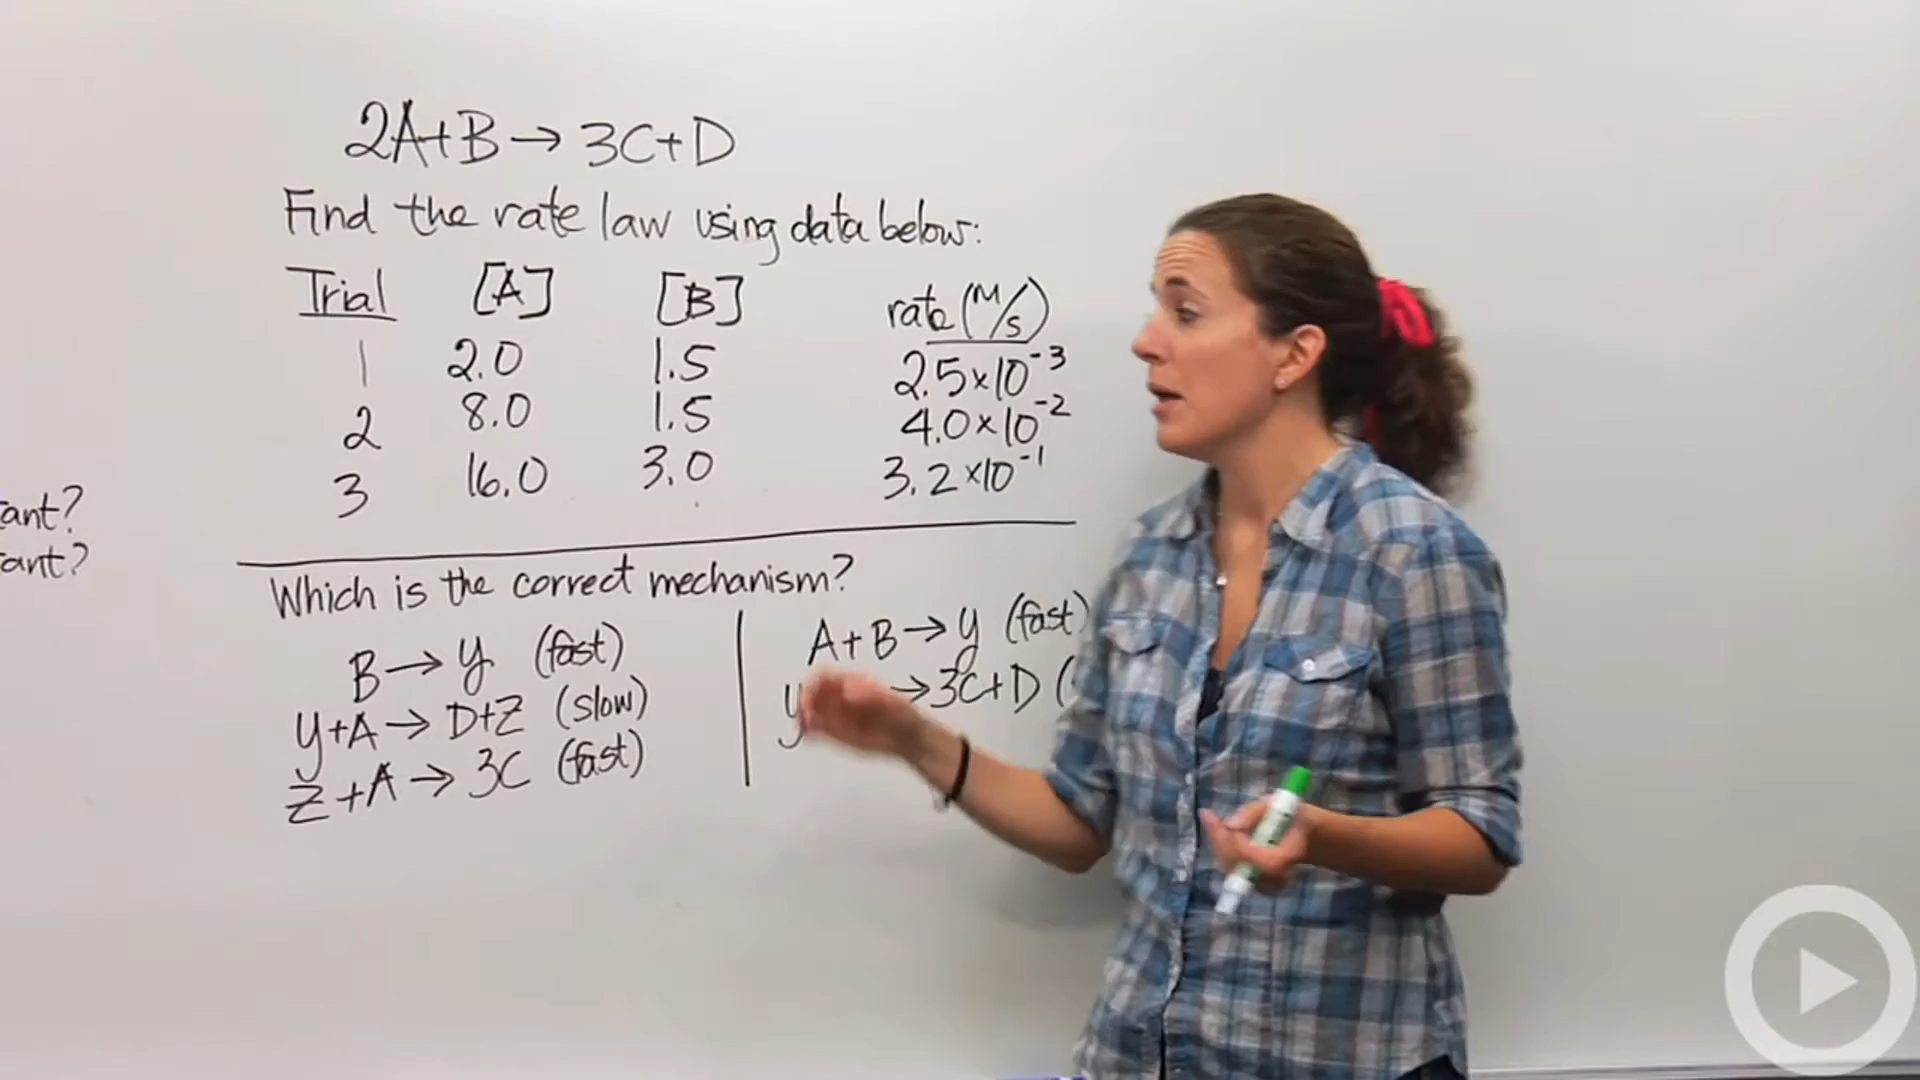 2A+B → 3C+D
Find the rate law using data below:
Trial [A] [B] rate (M/s)
1 2.0 1.5 2.5×10⁻³
2 8.0 1.5 4.0×10⁻²
3 16.0 3.0 3.2×10⁻¹
ant?
ant?
Which is the correct mechanism?
B → y (fast)
y+A → D+Z (slow)
Z+A → 3C (fast)
A+B → y (fast)
y → 3C+D (